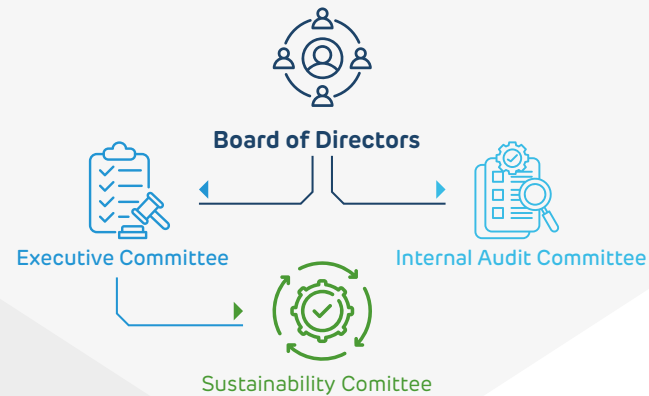 Board of Directors
Executive Committee
Internal Audit Committee
Sustainability Comittee